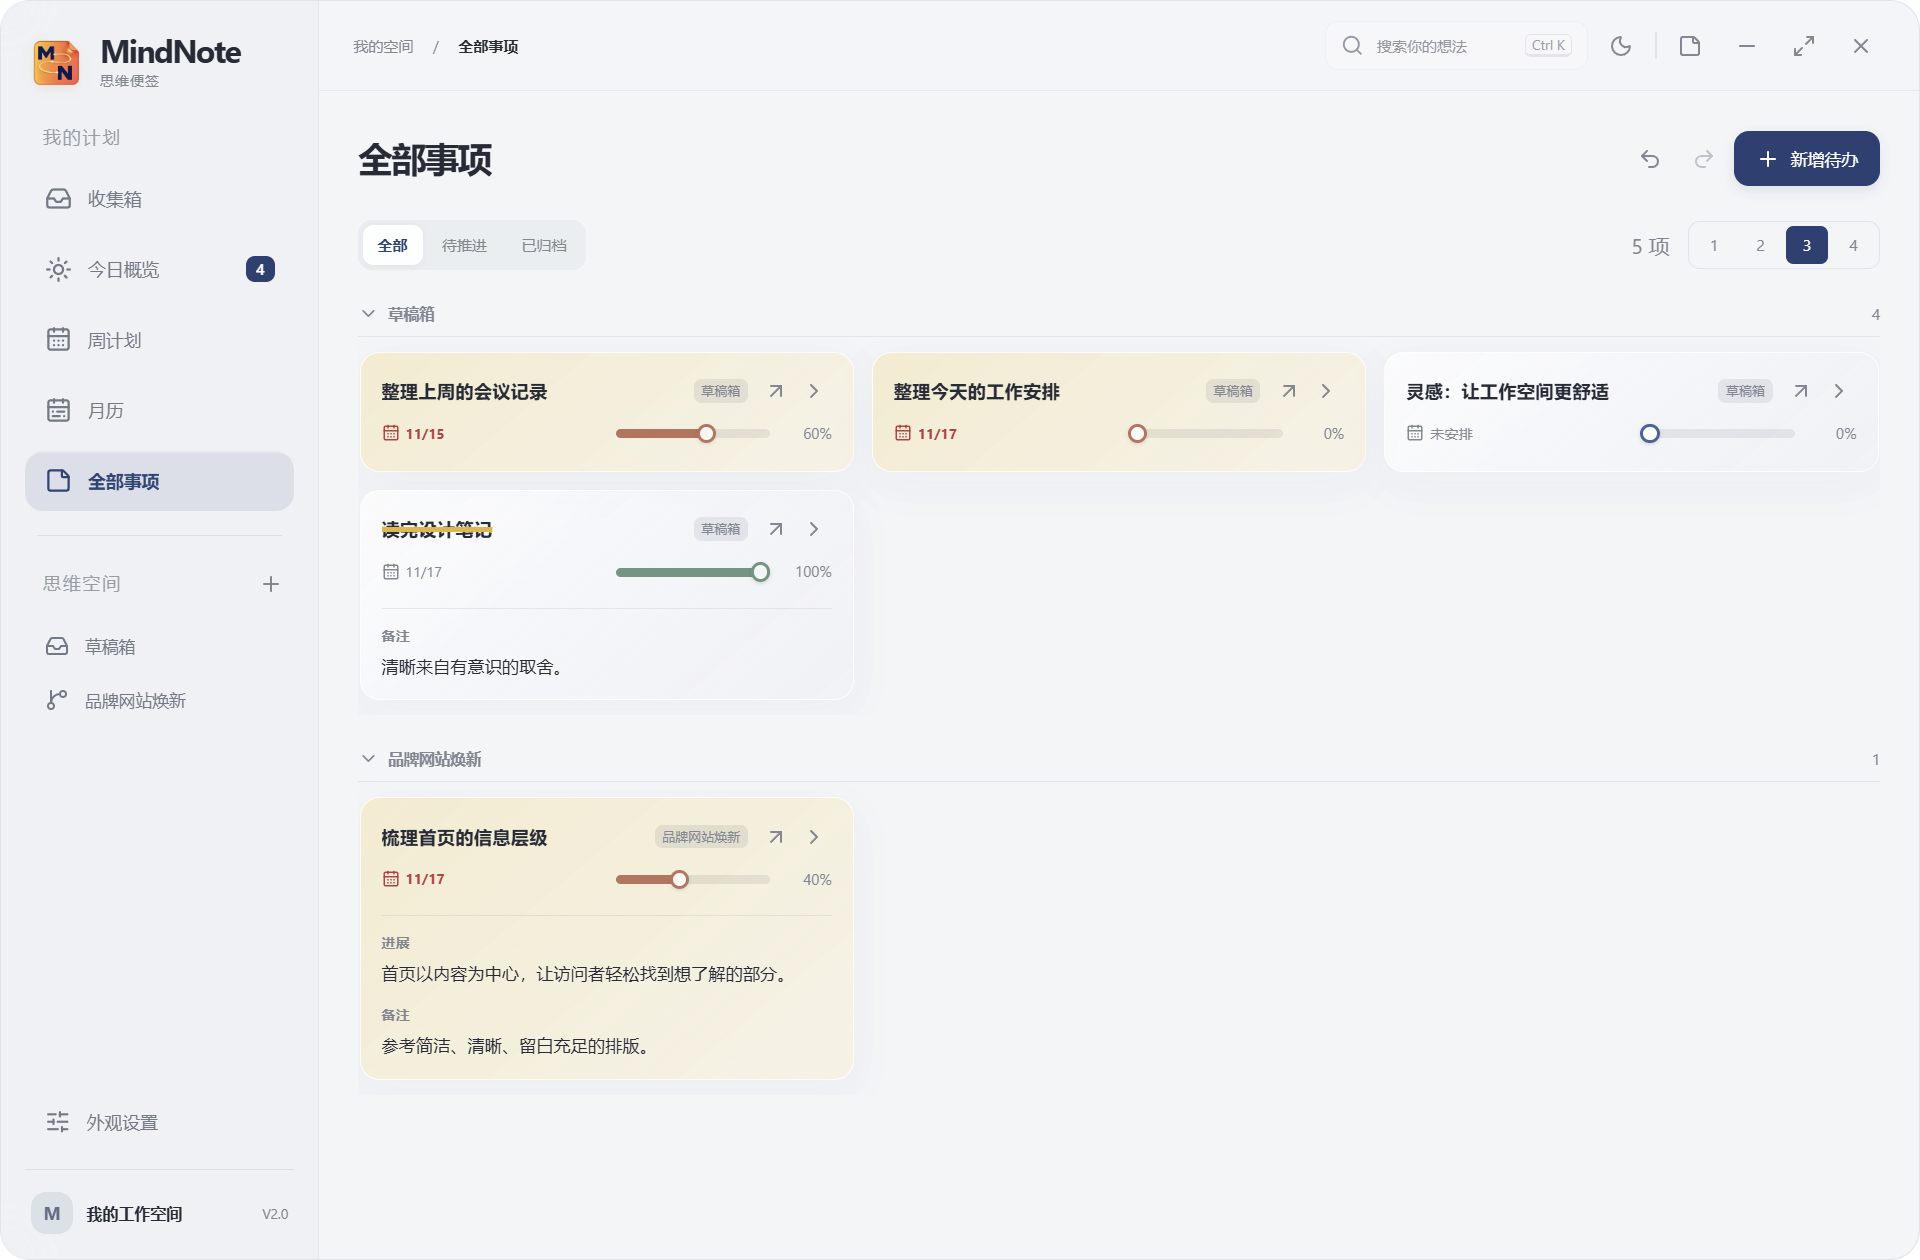 MindNote
思维便签
我的计划
收集箱
今日概览 4
周计划
月历
全部事项
思维空间
草稿箱
品牌网站焕新
外观设置
M 我的工作空间 V2.0
我的空间 / 全部事项
搜索你的想法 Ctrl K
全部事项
新增待办
全部 待推进 已归档
5 项 1 2 3 4
草稿箱 4
整理上周的会议记录 草稿箱
11/15 60%
整理今天的工作安排 草稿箱
11/17 0%
灵感：让工作空间更舒适 草稿箱
未安排 0%
读完设计笔记 草稿箱
11/17 100%
备注
清晰来自有意识的取舍。
品牌网站焕新 1
梳理首页的信息层级 品牌网站焕新
11/17 40%
进展
首页以内容为中心，让访问者轻松找到想了解的部分。
备注
参考简洁、清晰、留白充足的排版。